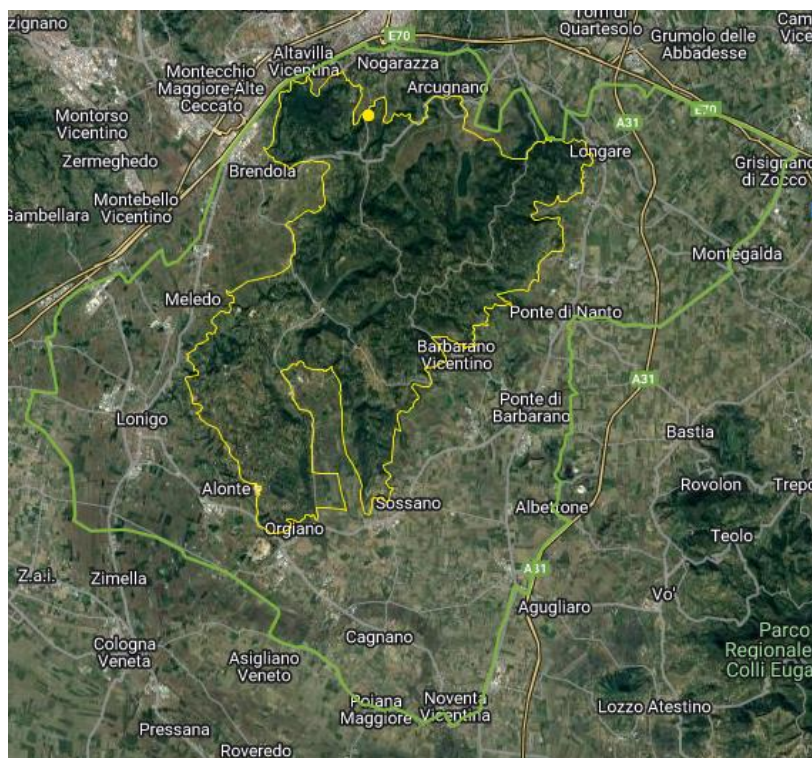 zignano
E70
Torri di
Quartesolo
Cam
Vice
Altavilla
Vicentina
Nogarazza
Grumolo delle
Abbadesse
Montecchio
Maggiore-Alte
Ceccato
Arcugnano
Montorso
Vicentino
A31
E70
Zermeghedo
Longare
Brendola
Grisignano
di Zocco
Montebello
Vicentino
Gambellara
Montegalda
Meledo
Ponte di Nanto
Barbarano
Vicentino
A31
Ponte di
Barbarano
Lonigo
Bastia
Alonte
Rovolon
Trepo
Sossano
Albettone
Orgiano
Teolo
A31
Z.a.i.
Zimella
Vo'
Agugliaro
Cagnano
Parco
Regionale
Colli Euga
Cologna
Veneta
Asigliano
Veneto
Poiana
Maggiore
Noventa
Vicentina
Lozzo Atestino
Pressana
Roveredo